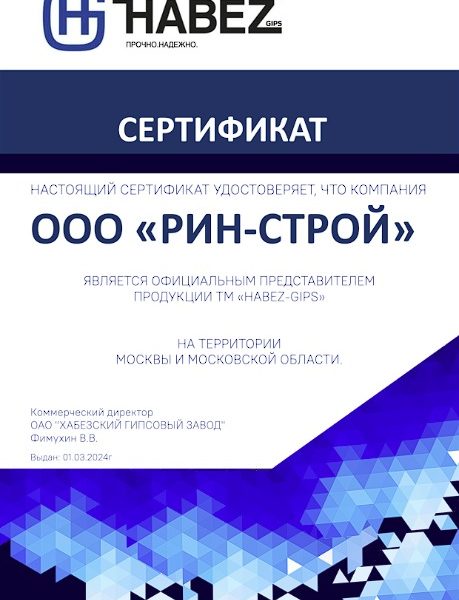 HABEZ
GIPS
ПРОЧНО.НАДЕЖНО.
СЕРТИФИКАТ
НАСТОЯЩИЙ СЕРТИФИКАТ УДОСТОВЕРЯЕТ, ЧТО КОМПАНИЯ
ООО «РИН-СТРОЙ»
ЯВЛЯЕТСЯ ОФИЦИАЛЬНЫМ ПРЕДСТАВИТЕЛЕМ
ПРОДУКЦИИ ТМ «HABEZ-GIPS»
НА ТЕРРИТОРИИ
МОСКВЫ И МОСКОВСКОЙ ОБЛАСТИ.
Коммерческий директор
ОАО "ХАБЕЗСКИЙ ГИПСОВЫЙ ЗАВОД"
Фимухин В.В.
Выдан: 01.03.2024г